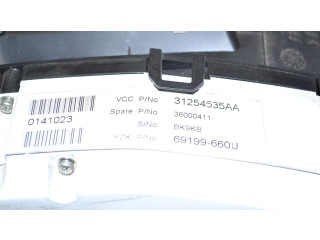 0141023
VCC P/No 31254535AA
Spare P/No 36000411
S/No BK9KB
YZK P/No 69199-660U